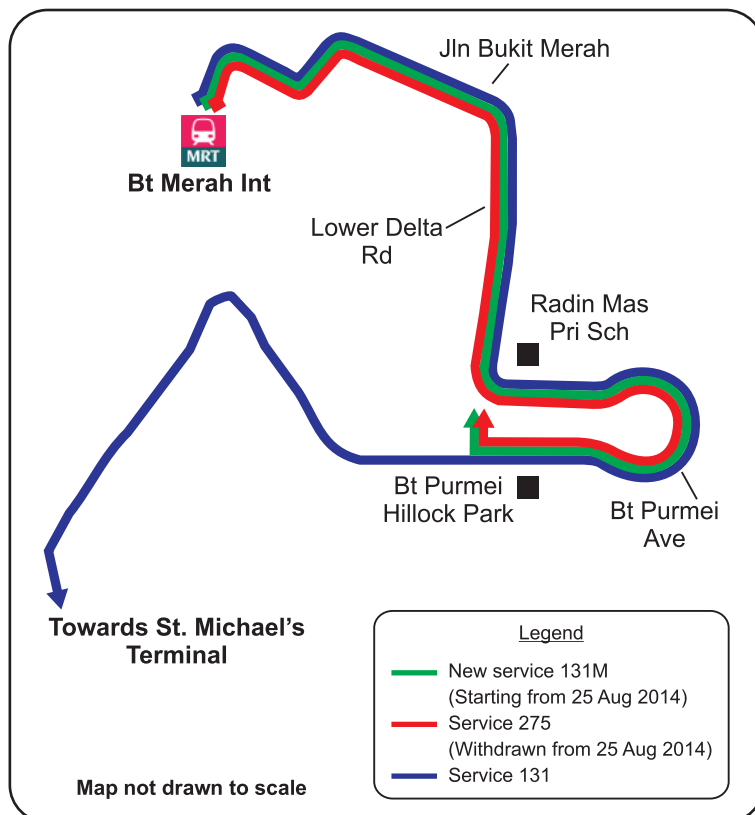 Jln Bukit Merah
MRT
Bt Merah Int
Lower Delta
Rd
Radin Mas
Pri Sch
Bt Purmei
Hillock Park
Bt Purmei
Ave
Towards St. Michael’s
Terminal
Legend
New service 131M
(Starting from 25 Aug 2014)
Service 275
(Withdrawn from 25 Aug 2014)
Service 131
Map not drawn to scale